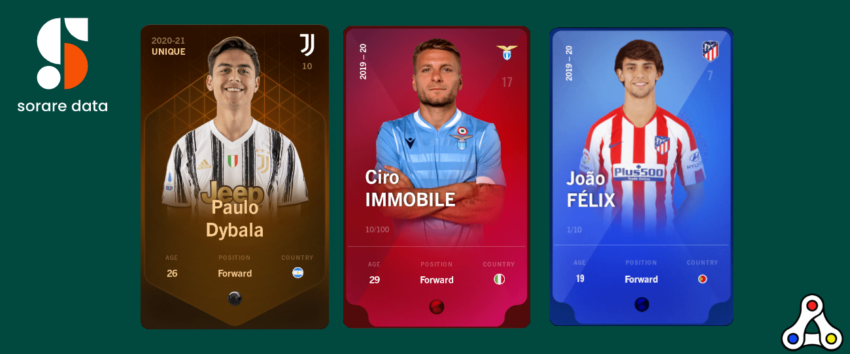 sorare data
2020-21
UNIQUE
10
Jeep
Paulo
Dybala
AGE POSITION COUNTRY
26 Forward
2019 – 20
17
Ciro
IMMOBILE
10/100
AGE POSITION COUNTRY
29 Forward
2019 – 20
7
Plus500
João
FÉLIX
1/10
AGE POSITION COUNTRY
19 Forward